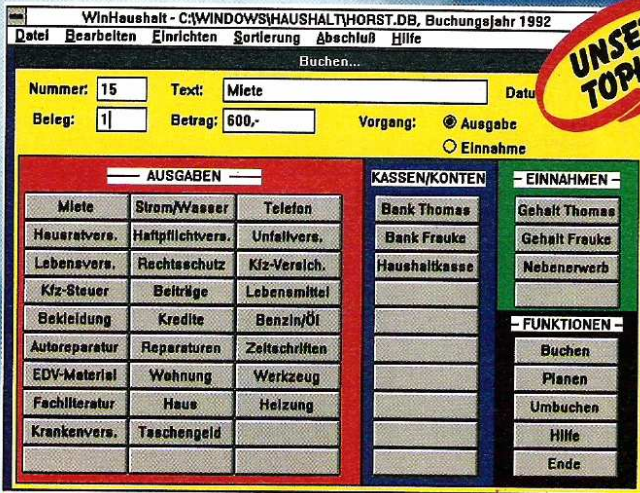 WinHaushalt - C:\WINDOWS\HAUSHALT\HORST.DB, Buchungsjahr 1992
Datei Bearbeiten Einrichten Sortierung Abschluß Hilfe
Buchen...
UNSE
TOP
Nummer: 15 Text: Miete Datu
Beleg: 1 Betrag: 600,- Vorgang: Ausgabe
Einnahme
AUSGABEN
Miete Strom/Wasser Telefon
Hausratvers. Haftpflichtvers. Unfallvers.
Lebensvers. Rechtsschutz Kfz-Versich.
Kfz-Steuer Beiträge Lebensmittel
Bekleidung Kredite Benzin/Öl
Autoreparatur Reparaturen Zeitschriften
EDV-Material Wohnung Werkzeug
Fachliteratur Haus Heizung
Krankenvers. Taschengeld
KASSEN/KONTEN
Bank Thomas
Bank Frauke
Haushaltkasse
EINNAHMEN
Gehalt Thomas
Gehalt Frauke
Nebenerwerb
FUNKTIONEN
Buchen
Planen
Umbuchen
Hilfe
Ende